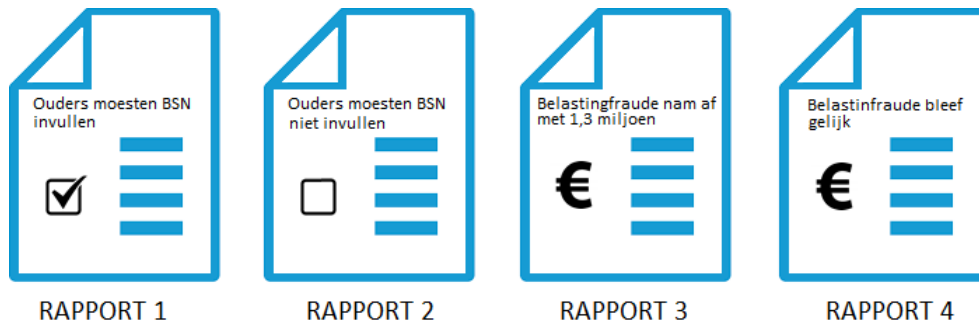 Ouders moesten BSN
invullen
RAPPORT 1
Ouders moesten BSN
niet invullen
RAPPORT 2
Belastingfraude nam af
met 1,3 miljoen
€
RAPPORT 3
Belastinfraude bleef
gelijk
€
RAPPORT 4